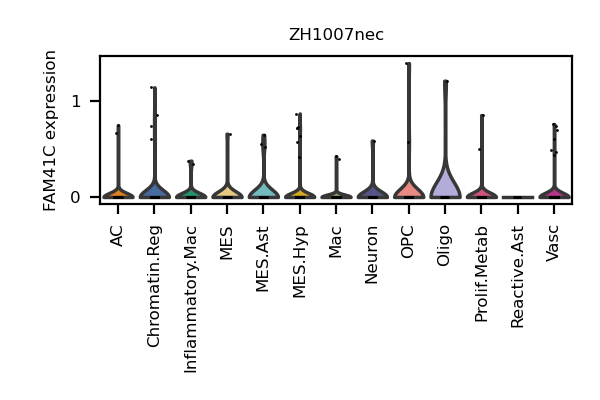 ZH1007nec
FAM41C expression
1
0
AC
Chromatin.Reg
Inflammatory.Mac
MES
MES.Ast
MES.Hyp
Mac
Neuron
OPC
Oligo
Prolif.Metab
Reactive.Ast
Vasc